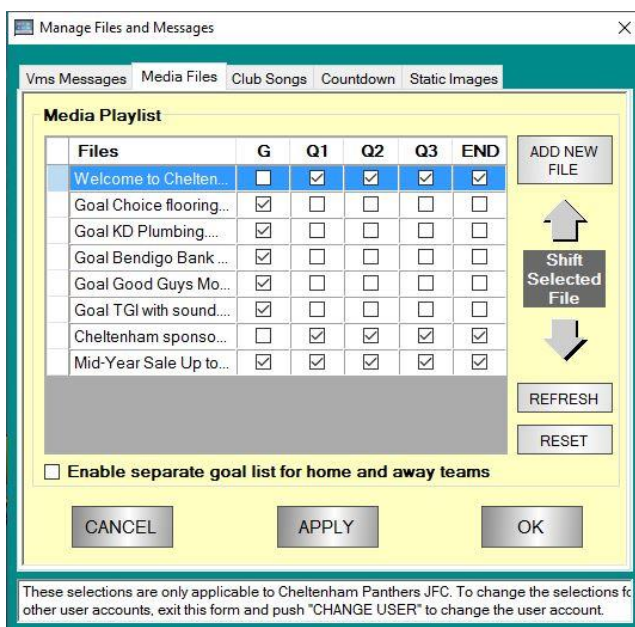 Manage Files and Messages
Vms Messages Media Files Club Songs Countdown Static Images
Media Playlist
Files G Q1 Q2 Q3 END
Welcome to Chelten...
Goal Choice flooring...
Goal KD Plumbing....
Goal Bendigo Bank ...
Goal Good Guys Mo...
Goal TGI with sound....
Cheltenham sponso...
Mid-Year Sale Up to...
ADD NEW
FILE
Shift
Selected
File
REFRESH
RESET
Enable separate goal list for home and away teams
CANCEL APPLY OK
These selections are only applicable to Cheltenham Panthers JFC. To change the selections fo
other user accounts, exit this form and push "CHANGE USER" to change the user account.